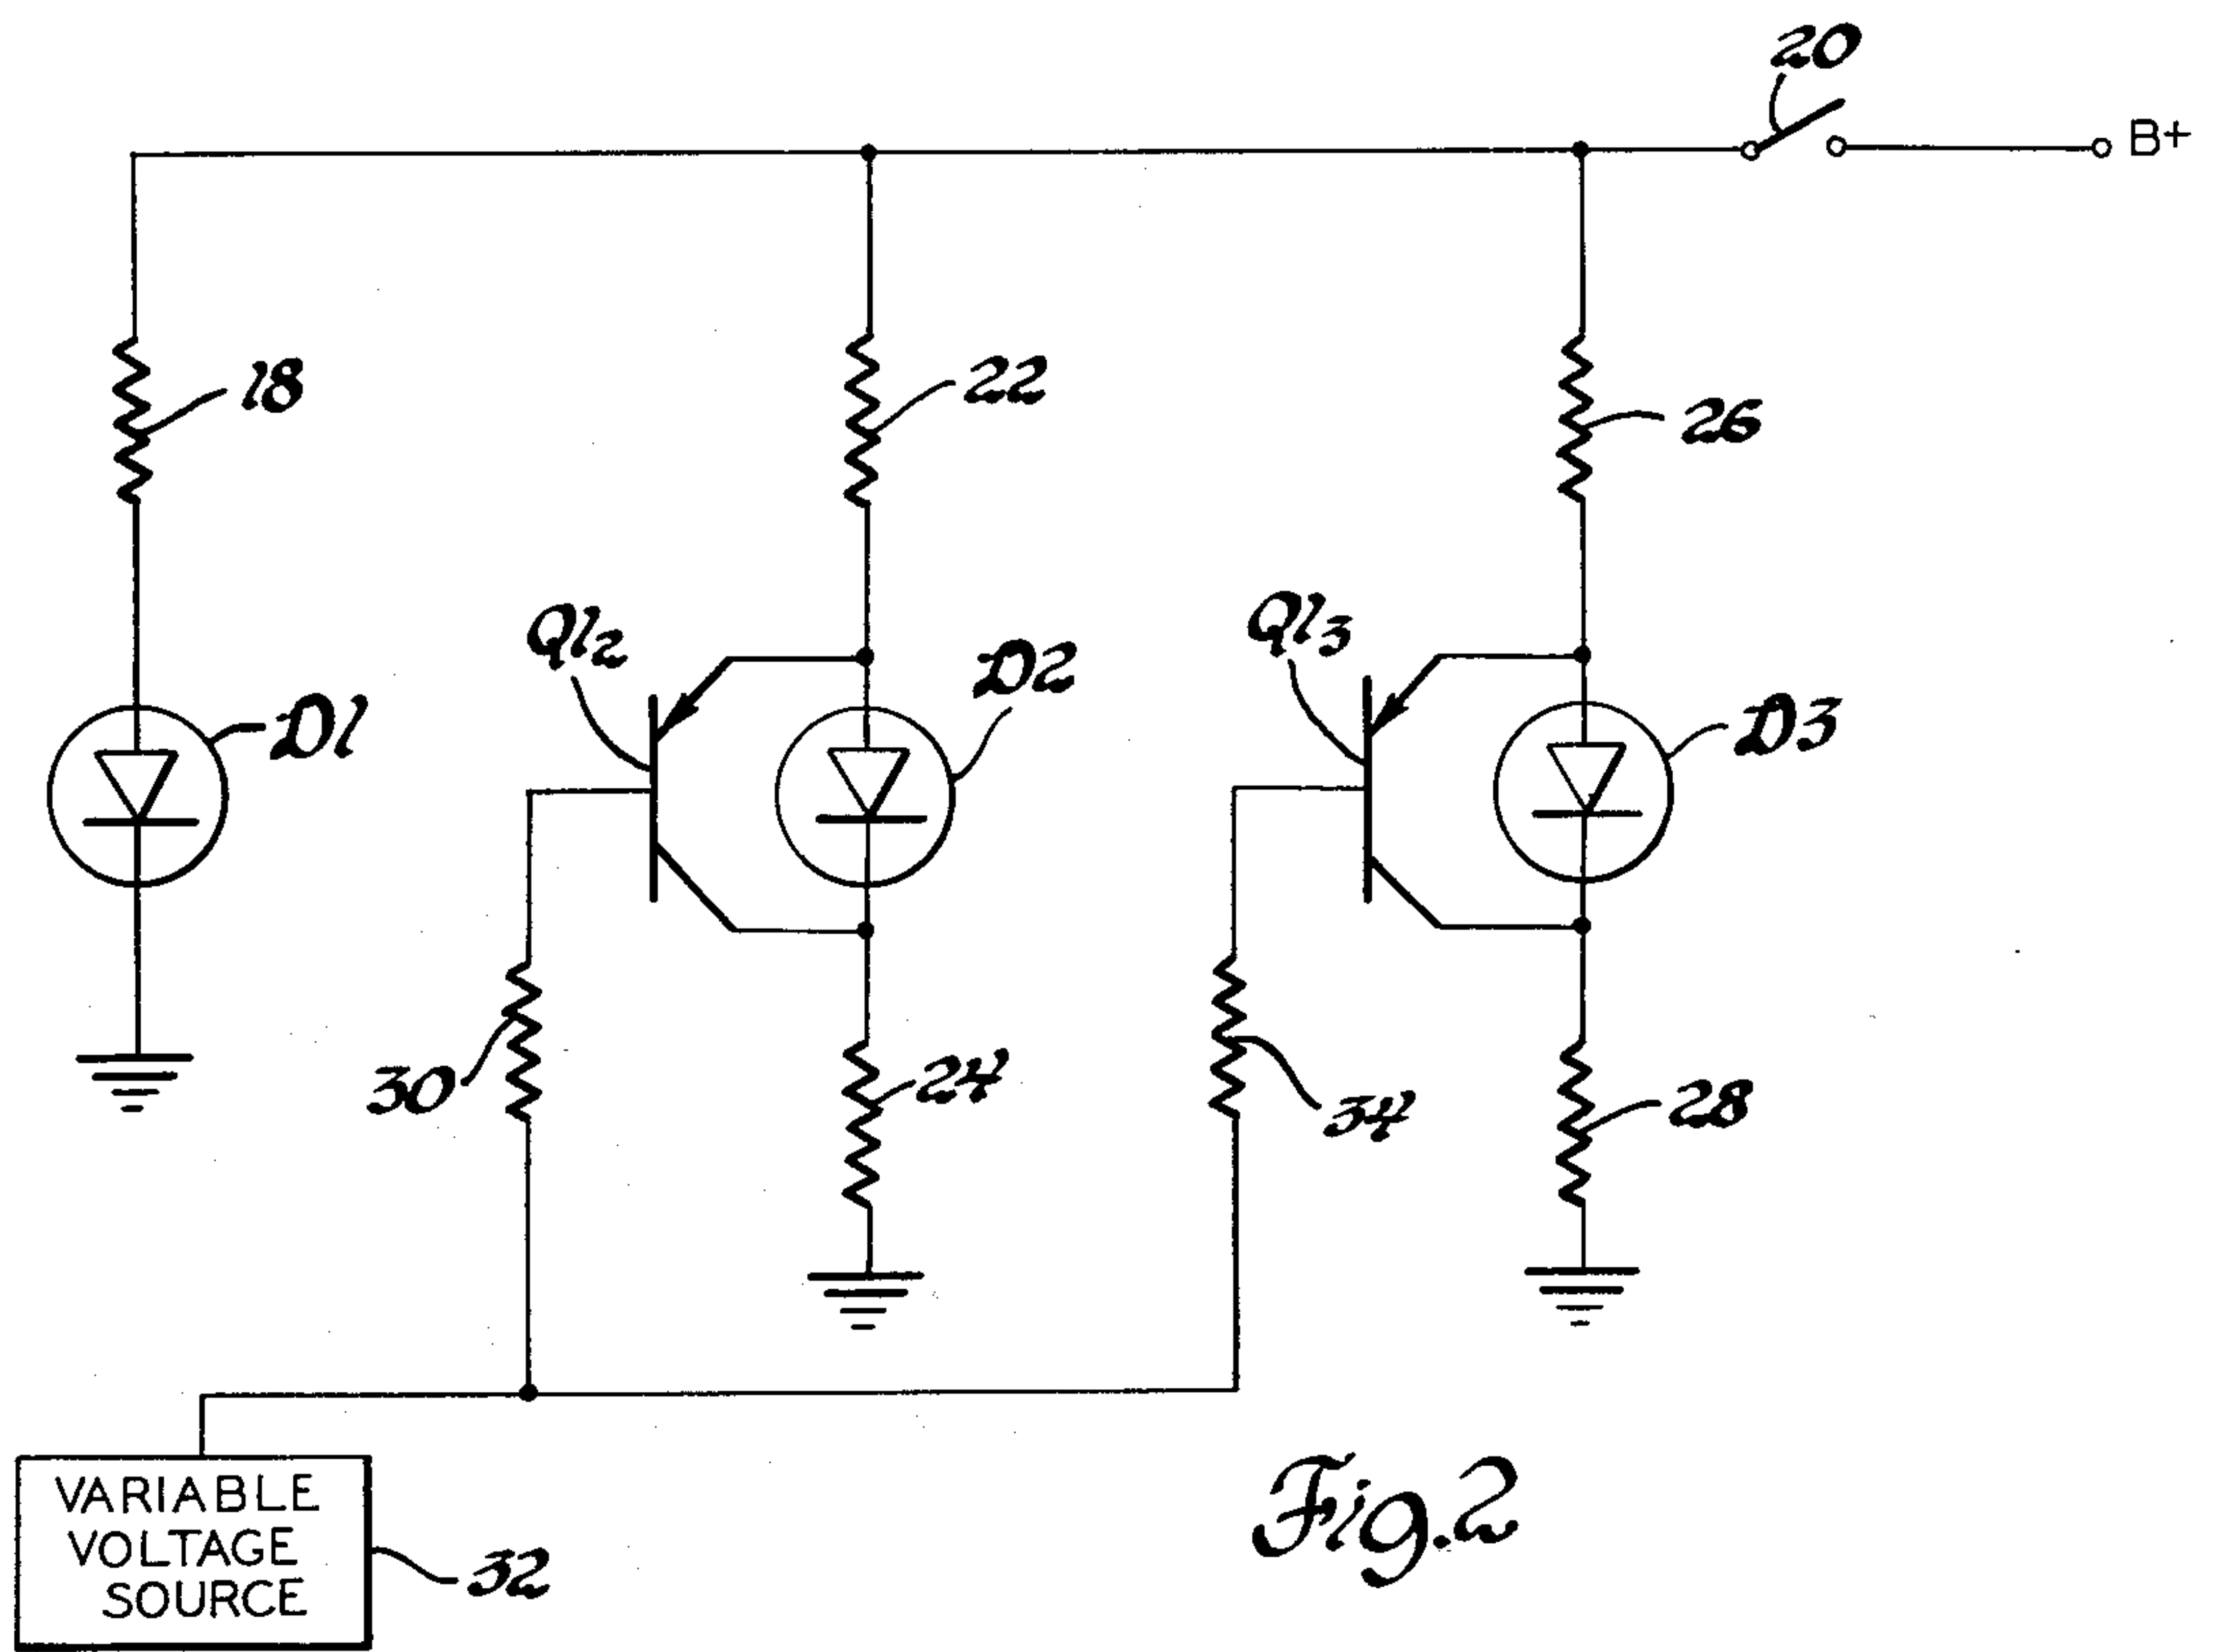 20
B+
18
22
26
Q12
D2
Q13
D1
D3
30
24
34
28
VARIABLE
VOLTAGE
SOURCE
32
Fig. 2